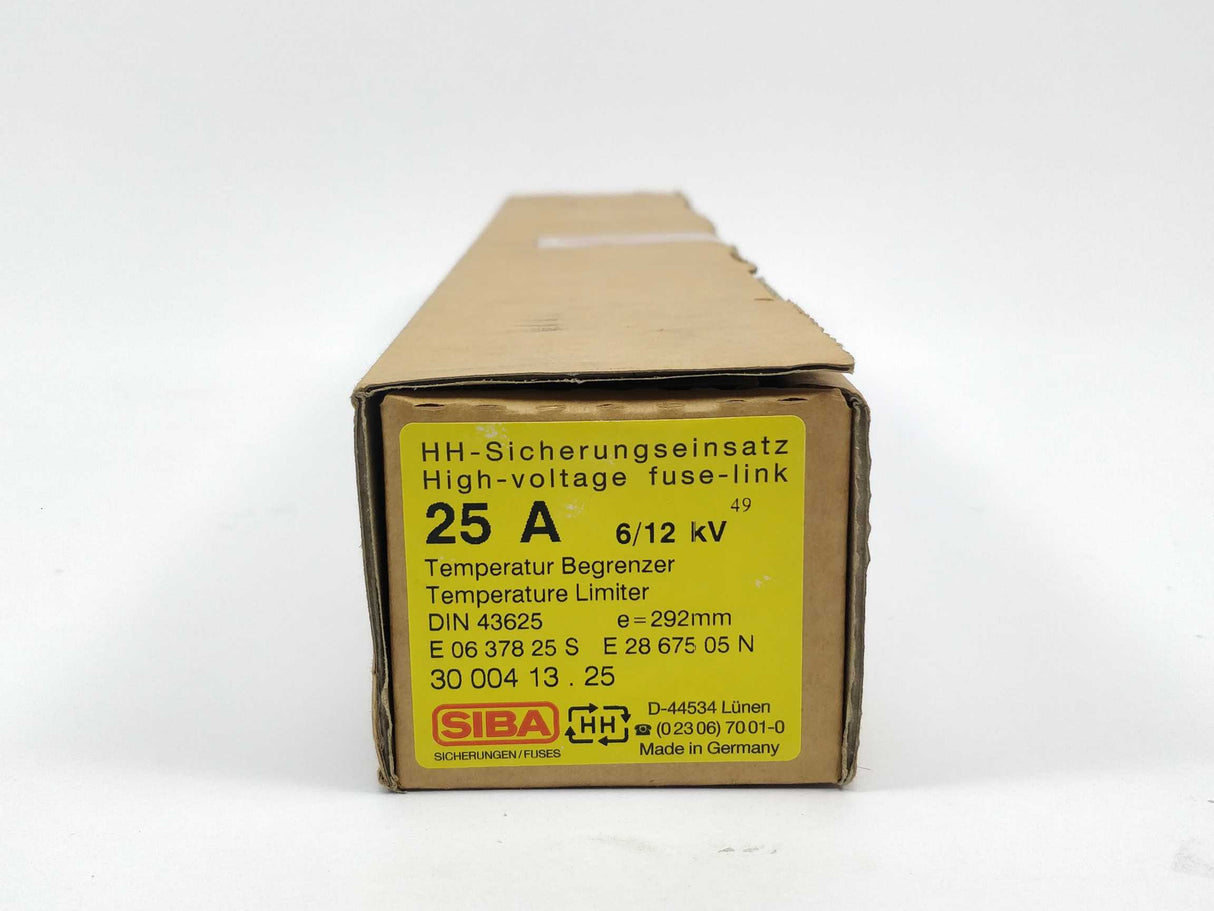 HH-Sicherungseinsatz
High-voltage fuse-link
25 A 6/12 kV 49
Temperatur Begrenzer
Temperature Limiter
DIN 43625 e=292mm
E 06 378 25 S E 28 675 05 N
30 004 13 . 25
SIBA
SICHERUNGEN/FUSES
HH
D-44534 Lünen
☎ (0 23 06) 70 01-0
Made in Germany